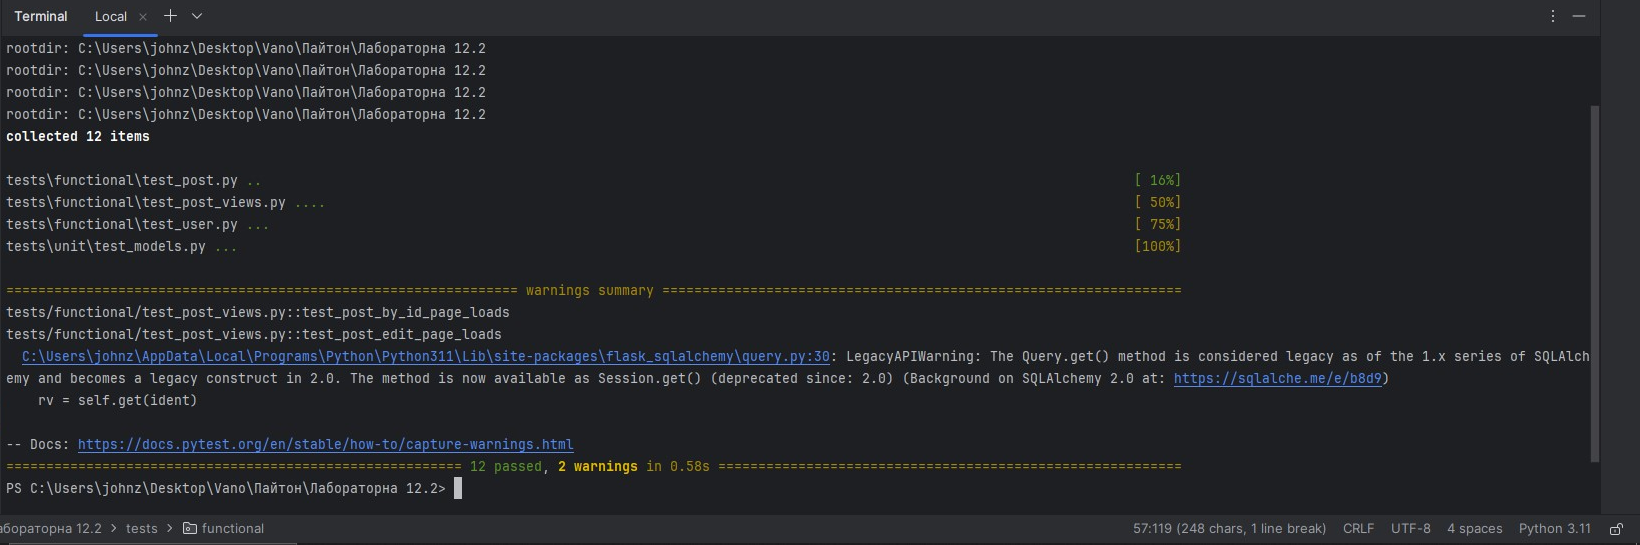 Terminal Local
rootdir: C:\Users\johnz\Desktop\Vano\Пайтон\Лабораторна 12.2
rootdir: C:\Users\johnz\Desktop\Vano\Пайтон\Лабораторна 12.2
rootdir: C:\Users\johnz\Desktop\Vano\Пайтон\Лабораторна 12.2
rootdir: C:\Users\johnz\Desktop\Vano\Пайтон\Лабораторна 12.2
collected 12 items
tests\functional\test_post.py .. [ 16%]
tests\functional\test_post_views.py .... [ 50%]
tests\functional\test_user.py ... [ 75%]
tests\unit\test_models.py ... [100%]
================================================================ warnings summary =================================================================
tests/functional/test_post_views.py::test_post_by_id_page_loads
tests/functional/test_post_views.py::test_post_edit_page_loads
C:\Users\johnz\AppData\Local\Programs\Python\Python311\Lib\site-packages\flask_sqlalchemy\query.py:30: LegacyAPIWarning: The Query.get() method is considered legacy as of the 1.x series of SQLAlch
emy and becomes a legacy construct in 2.0. The method is now available as Session.get() (deprecated since: 2.0) (Background on SQLAlchemy 2.0 at: https://sqlalche.me/e/b8d9)
rv = self.get(ident)
-- Docs: https://docs.pytest.org/en/stable/how-to/capture-warnings.html
========================================================= 12 passed, 2 warnings in 0.58s ==========================================================
PS C:\Users\johnz\Desktop\Vano\Пайтон\Лабораторна 12.2>
абораторна 12.2 > tests > functional 57:119 (248 chars, 1 line break) CRLF UTF-8 4 spaces Python 3.11